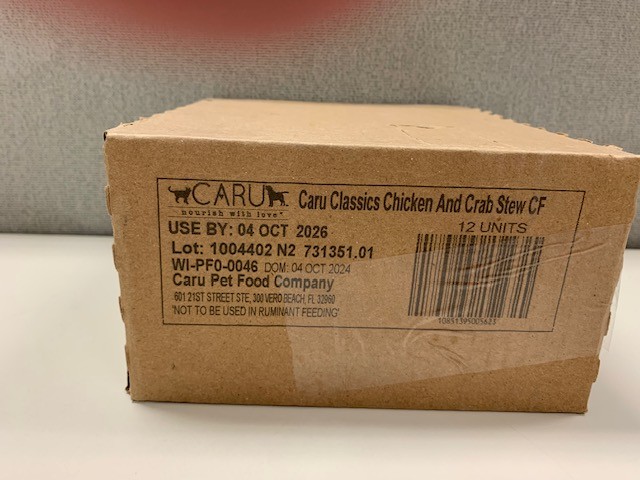 CARU
nourish with love®
Caru Classics Chicken And Crab Stew CF
12 UNITS
USE BY: 04 OCT 2026
Lot: 1004402 N2 731351.01
WI-PF0-0046 DOM: 04 OCT 2024
Caru Pet Food Company
601 21ST STREET STE, 300 VERO BEACH, FL 32960
'NOT TO BE USED IN RUMINANT FEEDING'
10851395005623